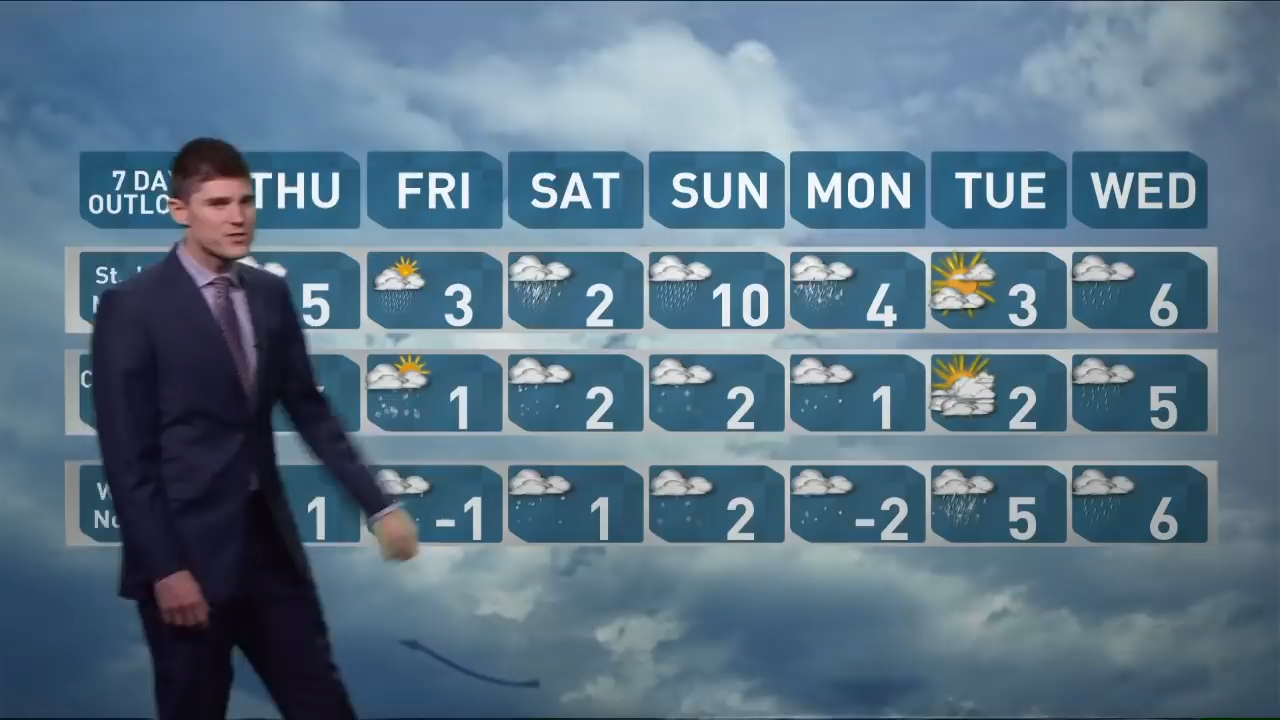 7 DAY
THU FRI SAT SUN MON TUE WED
St.
5 3 2 10 4 3 6
1 2 2 1 2 5
1 -1 1 2 -2 5 6